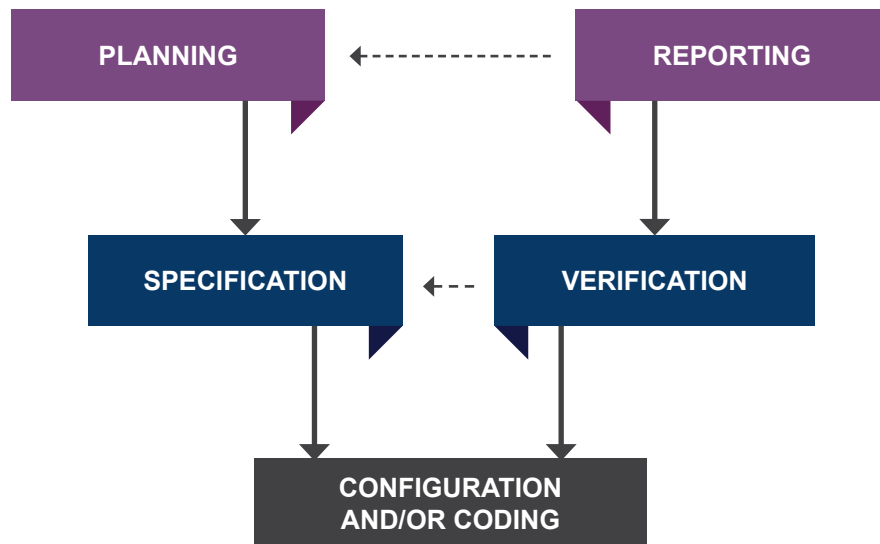 PLANNING
REPORTING
SPECIFICATION
VERIFICATION
CONFIGURATION
AND/OR CODING